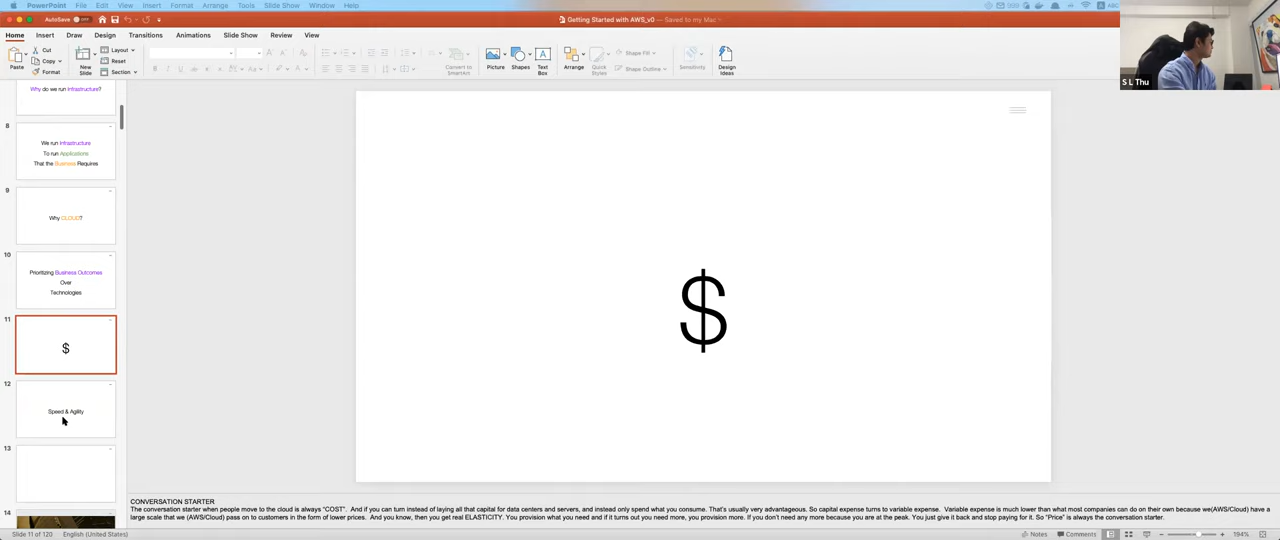 PowerPoint File Edit View Insert Format Arrange Tools Slide Show Window Help
AutoSave Getting Started with AWS_v0 — Saved to my Mac
Home Insert Draw Design Transitions Animations Slide Show Review View
Paste Cut Copy Format New Slide Layout Reset Section Convert to SmartArt Picture Shapes Text Box Arrange Quick Styles Shape Fill Shape Outline Sensitivity Design Ideas
S L Thu
Why do we run Infrastructure?
8
We run Infrastructure
To run Applications
That the Business Requires
9
Why CLOUD?
10
Prioritizing Business Outcomes
Over
Technologies
11
$
12
Speed & Agility
13
14
$
CONVERSATION STARTER
The conversation starter when people move to the cloud is always "COST". And if you can turn instead of laying all that capital for data centers and servers, and instead only spend what you consume. That's usually very advantageous. So capital expense turns to variable expense. Variable expense is much lower than what most companies can do on their own because we(AWS/Cloud) have a
large scale that we (AWS/Cloud) pass on to customers in the form of lower prices. And you know, then you get real ELASTICITY. You provision what you need and if it turns out you need more, you provision more. If you don't need any more because you are at the peak. You just give it back and stop paying for it. So "Price" is always the conversation starter.
Slide 11 of 120 English (United States) Notes Comments 194%